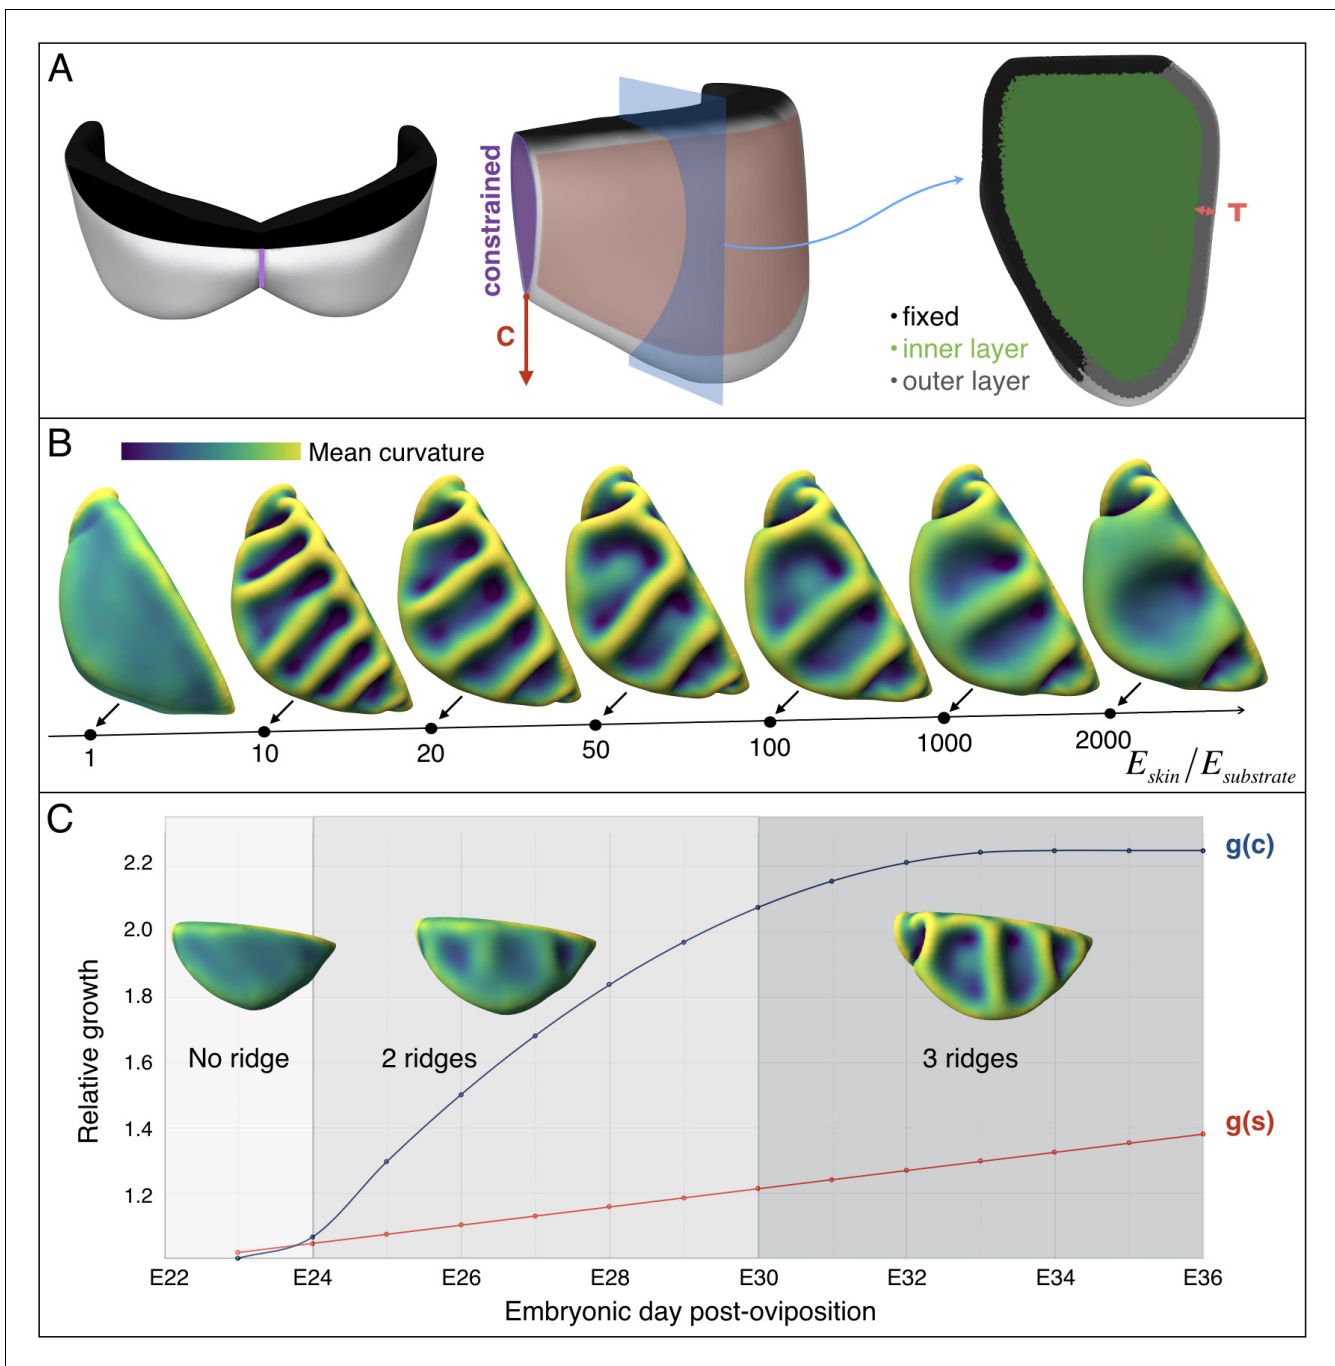 A
constrained
C
T
• fixed
• inner layer
• outer layer
B
Mean curvature
1
10
20
50
100
1000
2000
E skin / E substrate
C
2.2
2.0
1.8
1.6
1.4
1.2
Relative growth
g(c)
g(s)
No ridge
2 ridges
3 ridges
E22
E24
E26
E28
E30
E32
E34
E36
Embryonic day post-oviposition